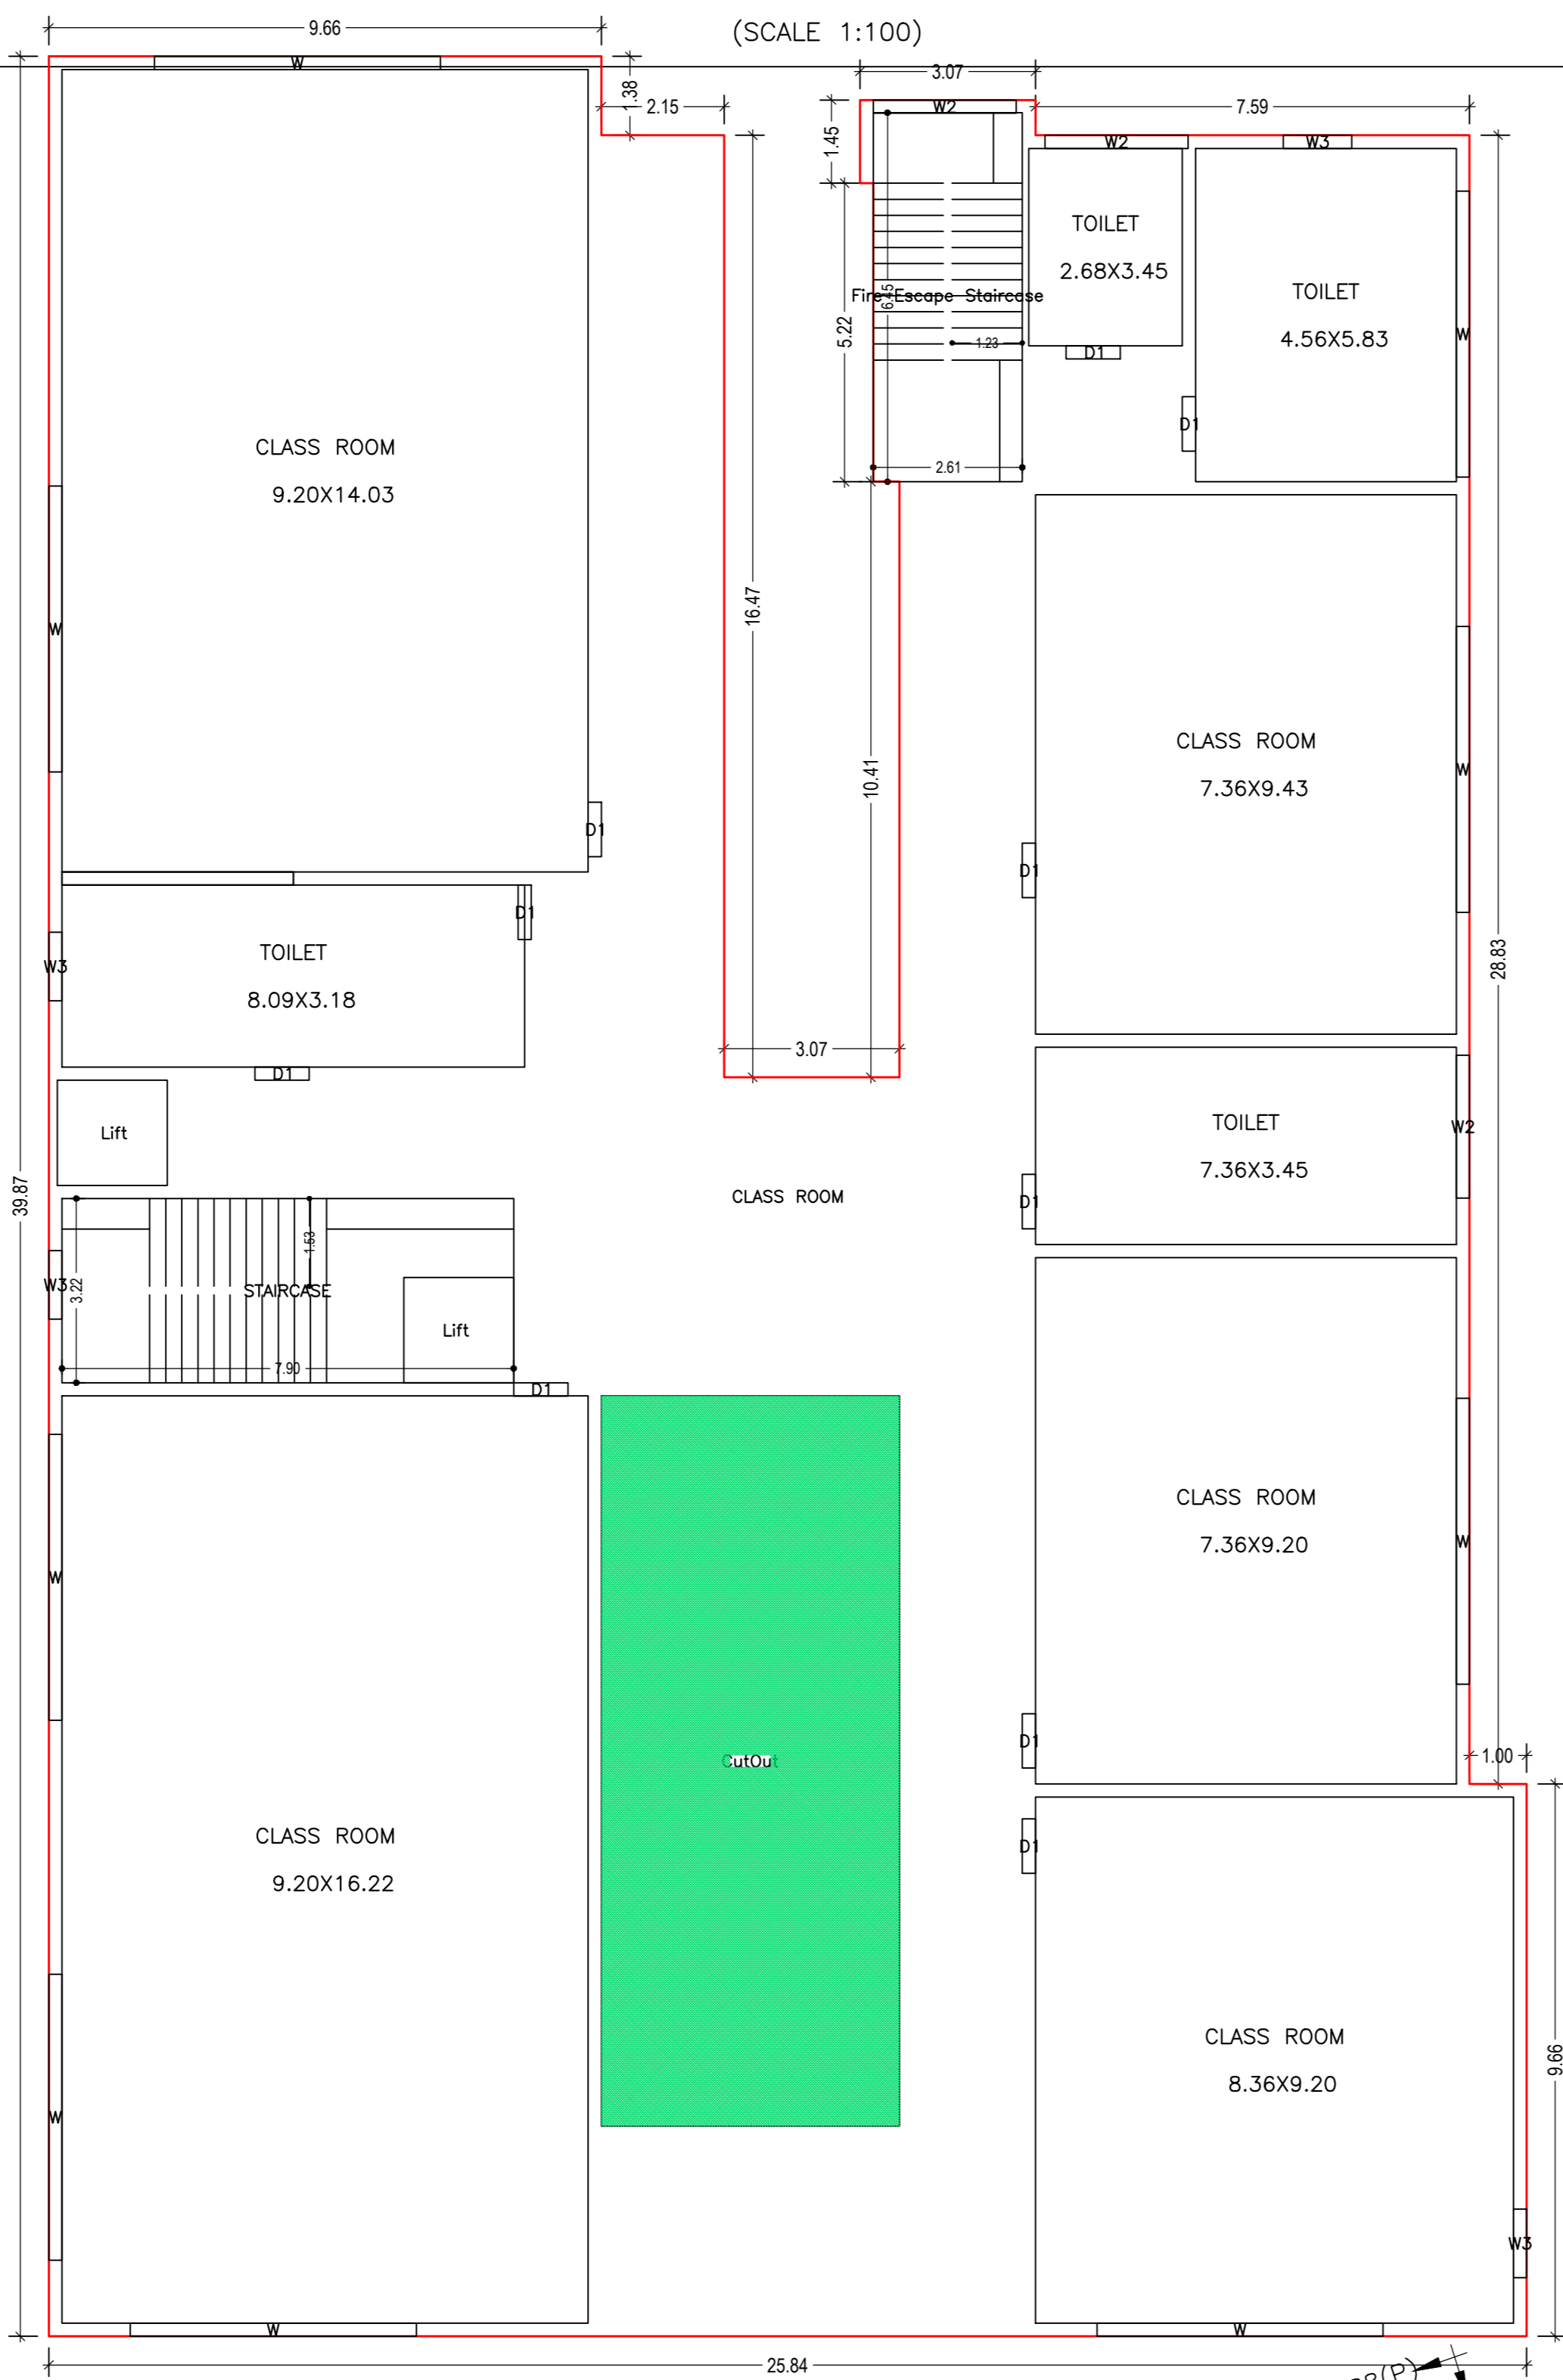 (SCALE 1:100)
9.66
W
3.07
1.38
2.15
W2
7.59
1.45
W2
W3
TOILET
2.68X3.45
TOILET
4.56X5.83
Fire Escape Staircase
6.45
5.22
1.23
W
D1
D1
CLASS ROOM
9.20X14.03
2.61
16.47
W
CLASS ROOM
7.36X9.43
W
10.41
D1
D1
D1
TOILET
8.09X3.18
W3
28.83
3.07
D1
Lift
TOILET
7.36X3.45
W2
39.87
CLASS ROOM
D1
1.53
W3
3.22
STAIRCASE
Lift
7.90
D1
CLASS ROOM
7.36X9.20
W
W
D1
1.00
CutOut
CLASS ROOM
9.20X16.22
D1
CLASS ROOM
8.36X9.20
9.66
W
W3
W
W
25.84
(P)